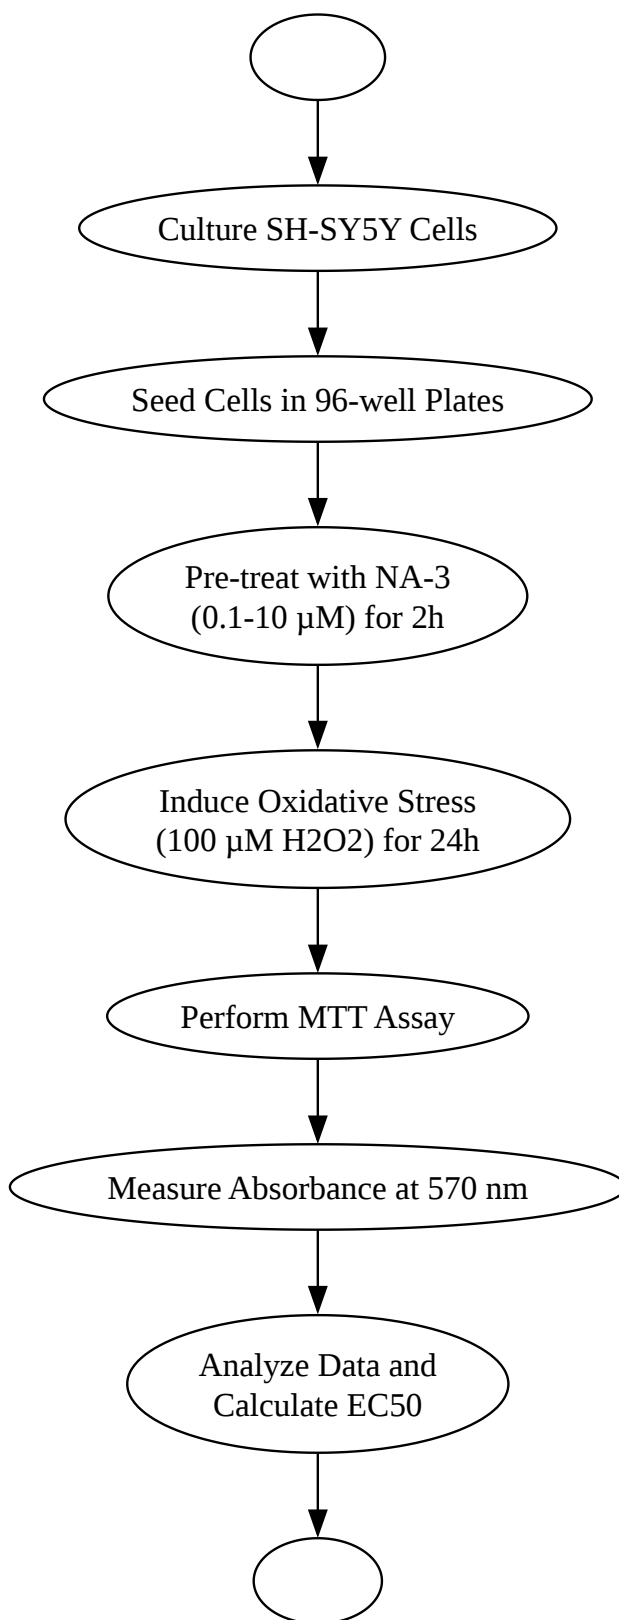 Culture SH-SY5Y Cells
Seed Cells in 96-well Plates
Pre-treat with NA-3
(0.1-10 µM) for 2h
Induce Oxidative Stress
(100 µM H2O2) for 24h
Perform MTT Assay
Measure Absorbance at 570 nm
Analyze Data and
Calculate EC50